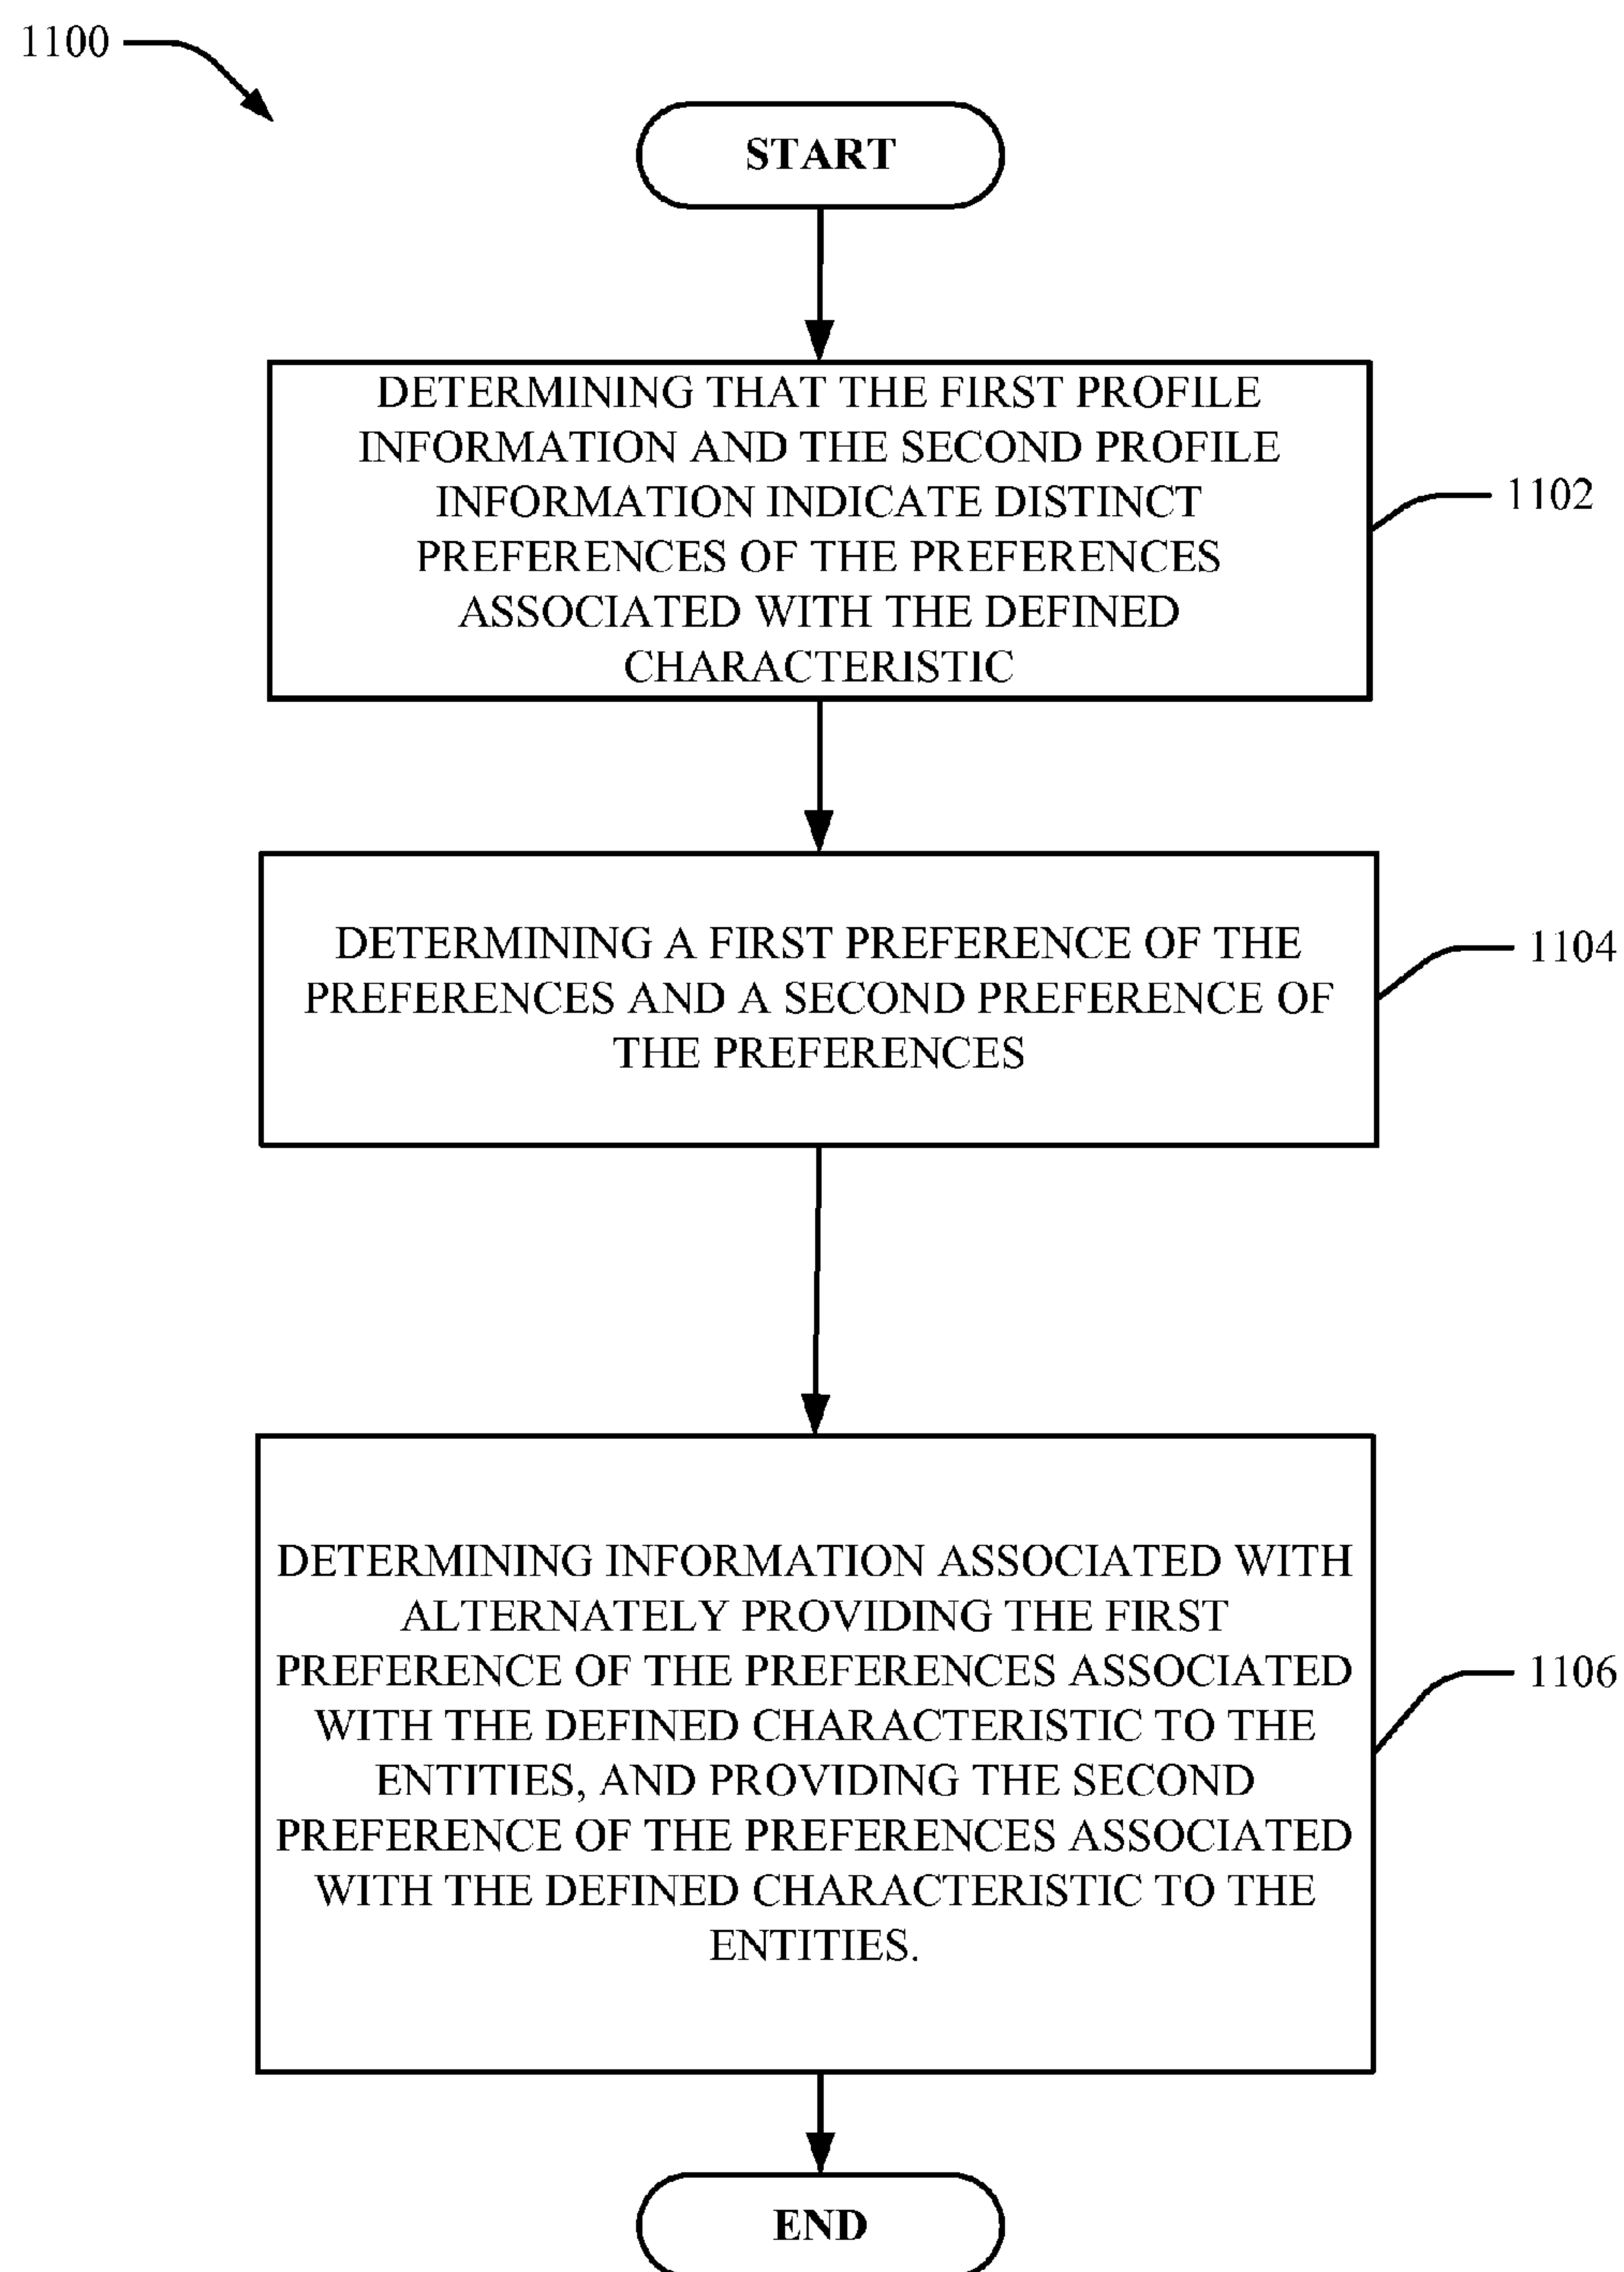 1100
START
DETERMINING THAT THE FIRST PROFILE
INFORMATION AND THE SECOND PROFILE
INFORMATION INDICATE DISTINCT
PREFERENCES OF THE PREFERENCES
ASSOCIATED WITH THE DEFINED
CHARACTERISTIC
1102
DETERMINING A FIRST PREFERENCE OF THE
PREFERENCES AND A SECOND PREFERENCE OF
THE PREFERENCES
1104
DETERMINING INFORMATION ASSOCIATED WITH
ALTERNATELY PROVIDING THE FIRST
PREFERENCE OF THE PREFERENCES ASSOCIATED
WITH THE DEFINED CHARACTERISTIC TO THE
ENTITIES, AND PROVIDING THE SECOND
PREFERENCE OF THE PREFERENCES ASSOCIATED
WITH THE DEFINED CHARACTERISTIC TO THE
ENTITIES.
1106
END